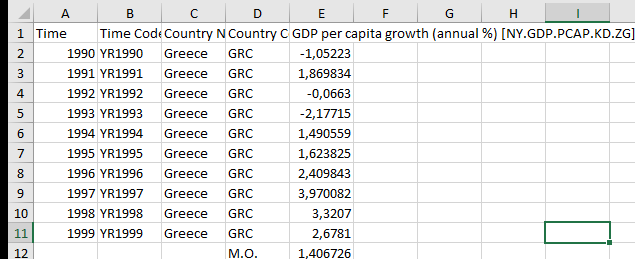 A B C D E F G H I
1 Time Time Code Country N Country C GDP per capita growth (annual %) [NY.GDP.PCAP.KD.ZG]
2 1990 YR1990 Greece GRC -1,05223
3 1991 YR1991 Greece GRC 1,869834
4 1992 YR1992 Greece GRC -0,0663
5 1993 YR1993 Greece GRC -2,17715
6 1994 YR1994 Greece GRC 1,490559
7 1995 YR1995 Greece GRC 1,623825
8 1996 YR1996 Greece GRC 2,409843
9 1997 YR1997 Greece GRC 3,970082
10 1998 YR1998 Greece GRC 3,3207
11 1999 YR1999 Greece GRC 2,6781
12 M.O. 1,406726